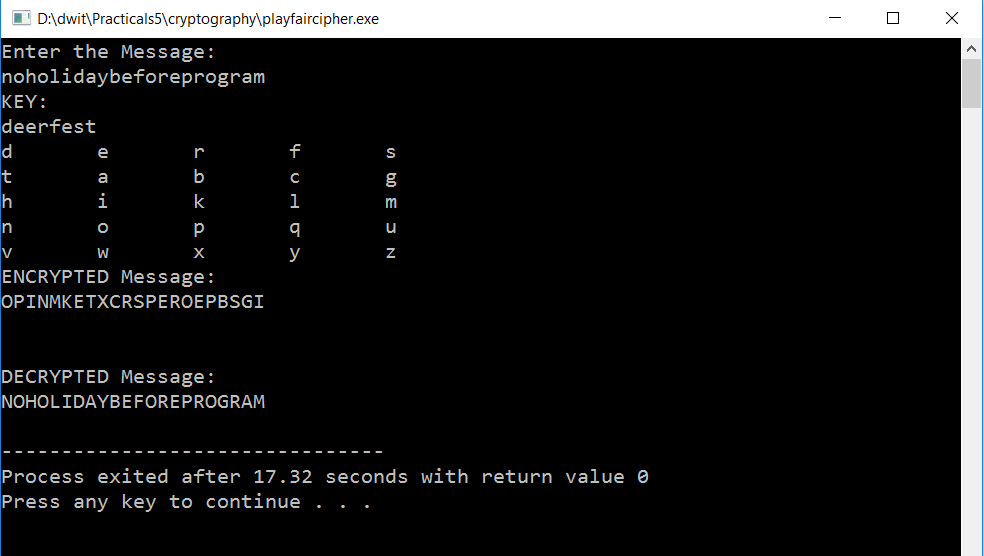 D:\dwit\Practicals5\cryptography\playfaircipher.exe
Enter the Message:
noholidaybeforeprogram
KEY:
deerfest
d e r f s
t a b c g
h i k l m
n o p q u
v w x y z
ENCRYPTED Message:
OPINMKETXCRSPEROEPBSGI
DECRYPTED Message:
NOHOLIDAYBEFOREPROGRAM
--------------------------------
Process exited after 17.32 seconds with return value 0
Press any key to continue . . .